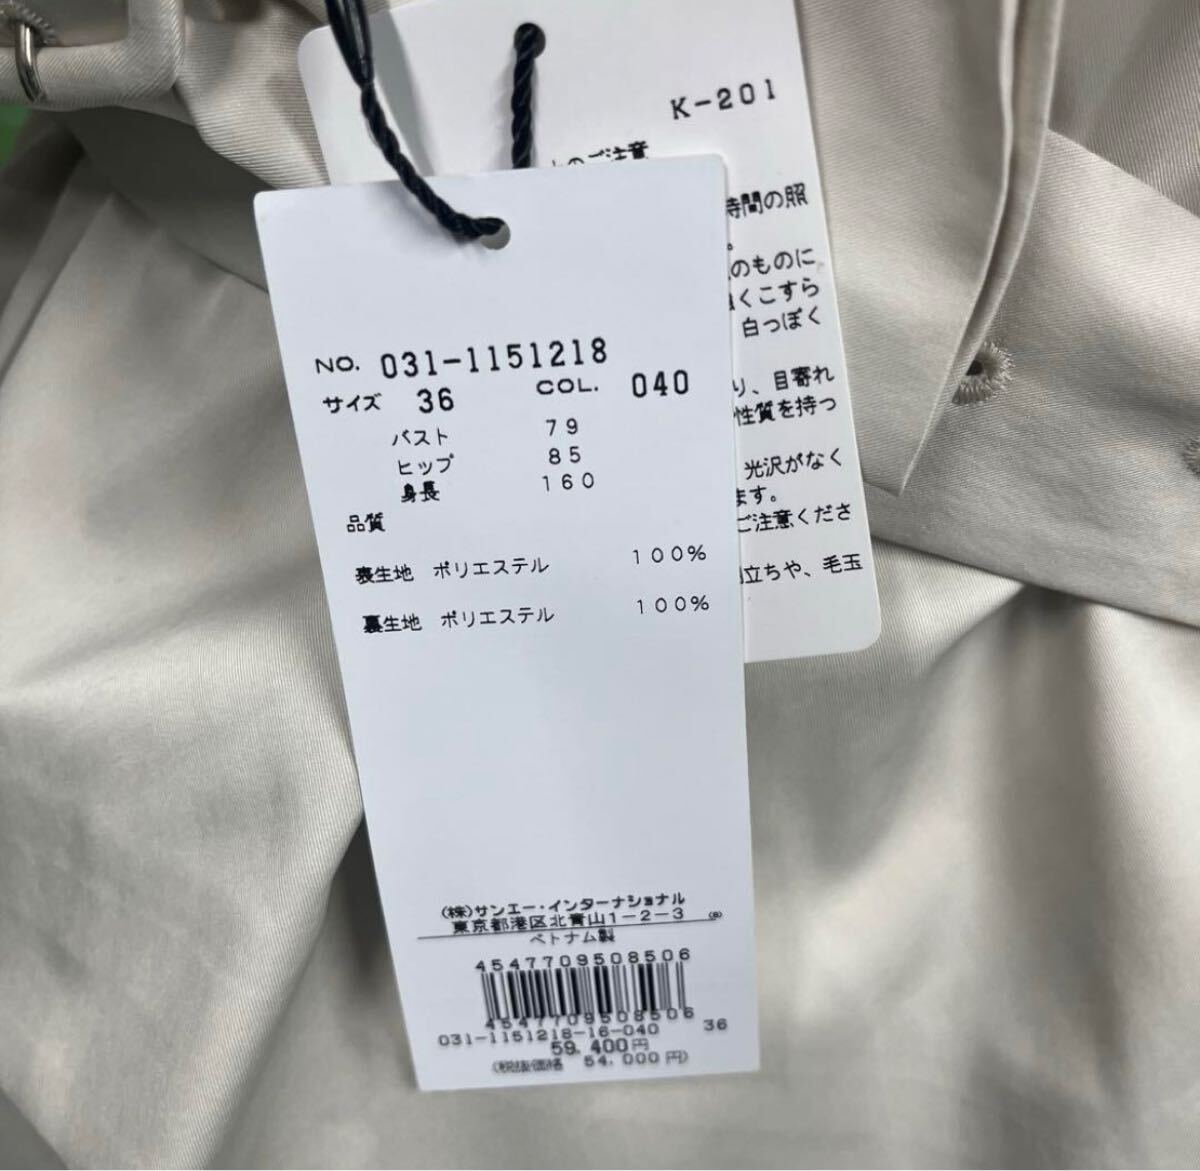 K-201
のご注意
時間の照
。
のものに
くこすら
白っぽく
り、目寄れ
性質を持つ
光沢がなく
ます。
ご注意くださ
立ちや、毛玉
NO. 031-1151218
サイズ 36 COL. 040
バスト 79
ヒップ 85
身長 160
品質
表生地 ポリエステル 100%
裏生地 ポリエステル 100%
(株)サンエー・インターナショナル
東京都港区北青山1-2-3 (B)
ベトナム製
4547709508506
4547709508506
031-1151218-16-040 36
59.400円
(税抜価格 54.000円)